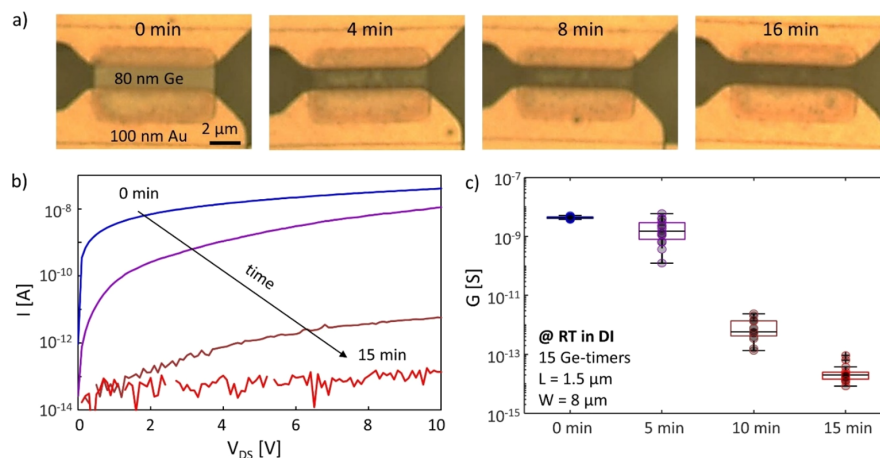 a)
0 min
4 min
8 min
16 min
80 nm Ge
100 nm Au
2 μm
b)
10⁻⁸
10⁻¹⁰
10⁻¹²
10⁻¹⁴
I [A]
0 min
time
15 min
0
2
4
6
8
10
V_DS [V]
c)
10⁻⁷
10⁻⁹
10⁻¹¹
10⁻¹³
10⁻¹⁵
G [S]
@ RT in DI
15 Ge-timers
L = 1.5 μm
W = 8 μm
0 min
5 min
10 min
15 min